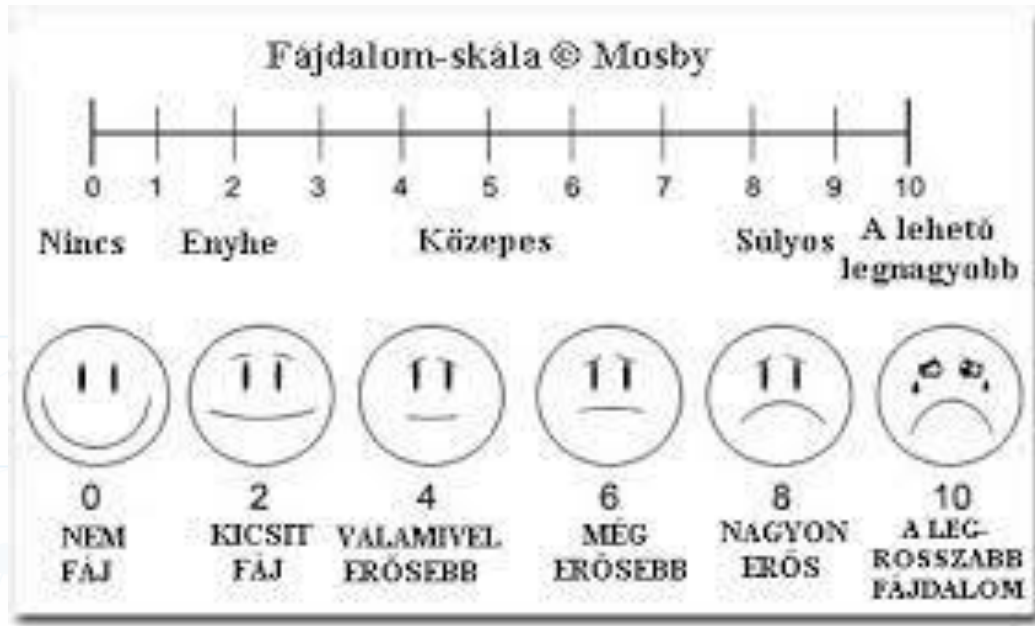 Fájdalom-skála © Mosby
0 1 2 3 4 5 6 7 8 9 10
Nincs Enyhe Közepes Súlyos A lehető
legnagyobb
0 2 4 6 8 10
NEM KICSIT VALAMIVEL MÉG NAGYON A LEG-
FÁJ FÁJ ERŐSEBB ERŐSEBB ERŐS ROSSZABB
FÁJDALOM